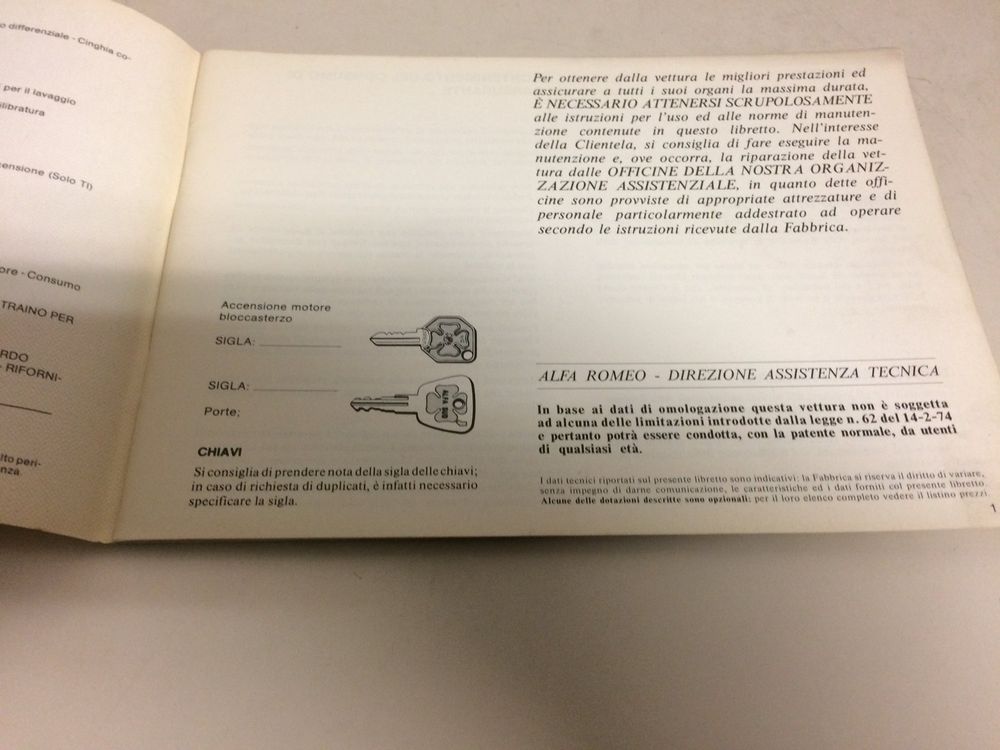 o differenziale - Cinghia co-
per il lavaggio
ilibratura
ensione (Solo TI)
ore - Consumo
TRAINO PER
RDO
- RIFORNI-
lto peri-
nza.
Accensione motore
bloccasterzo
SIGLA:
SIGLA:
Porte;
ALFA ROMEO
CHIAVI
Si consiglia di prendere nota della sigla delle chiavi;
in caso di richiesta di duplicati, è infatti necessario
specificare la sigla.
Per ottenere dalla vettura le migliori prestazioni ed
assicurare a tutti i suoi organi la massima durata,
È NECESSARIO ATTENERSI SCRUPOLOSAMENTE
alle istruzioni per l'uso ed alle norme di manuten-
zione contenute in questo libretto. Nell'interesse
della Clientela, si consiglia di fare eseguire la ma-
nutenzione e, ove occorra, la riparazione della vet-
tura dalle OFFICINE DELLA NOSTRA ORGANIZ-
ZAZIONE ASSISTENZIALE, in quanto dette offi-
cine sono provviste di appropriate attrezzature e di
personale particolarmente addestrato ad operare
secondo le istruzioni ricevute dalla Fabbrica.
ALFA ROMEO - DIREZIONE ASSISTENZA TECNICA
In base ai dati di omologazione questa vettura non è soggetta
ad alcuna delle limitazioni introdotte dalla legge n. 62 del 14-2-74
e pertanto potrà essere condotta, con la patente normale, da utenti
di qualsiasi età.
I dati tecnici riportati sul presente libretto sono indicativi: la Fabbrica si riserva il diritto di variare,
senza impegno di darne comunicazione, le caratteristiche ed i dati forniti col presente libretto.
Alcune delle dotazioni descritte sono opzionali: per il loro elenco completo vedere il listino prezzi.
1